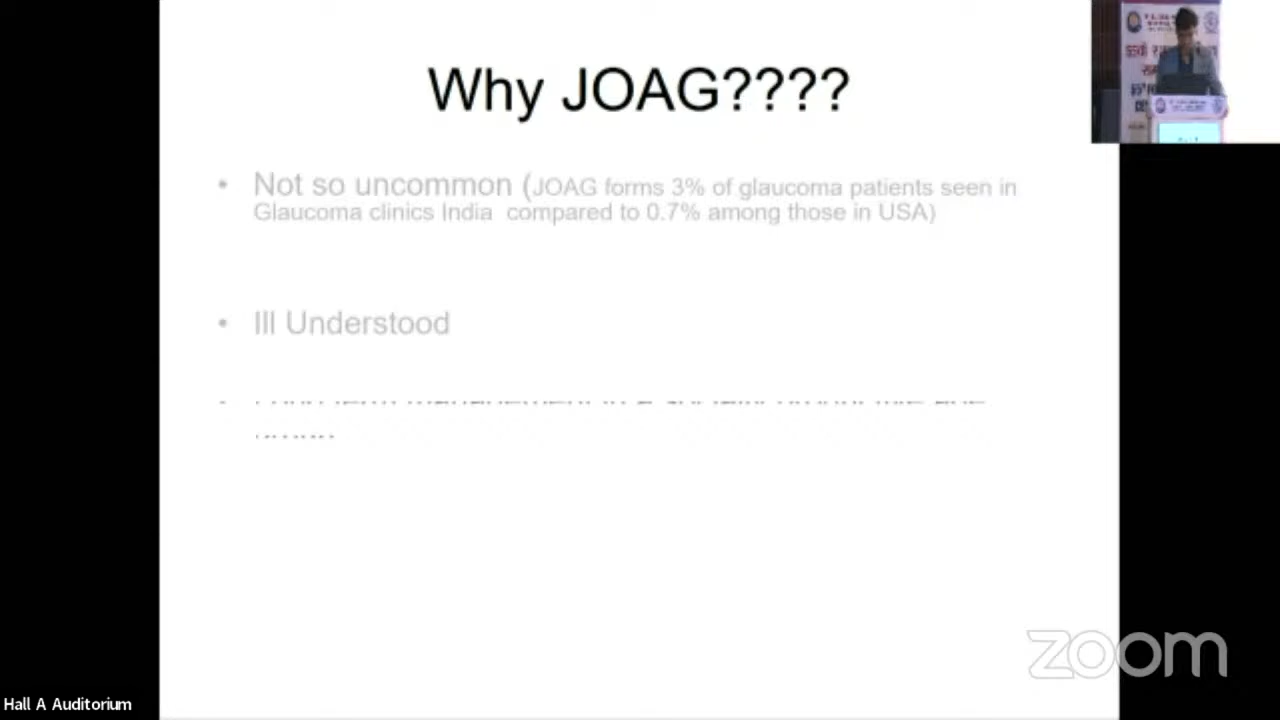 Why JOAG????
• Not so uncommon (JOAG forms 3% of glaucoma patients seen in
Glaucoma clinics India compared to 0.7% among those in USA)
• Ill Understood
zoom
Hall A Auditorium